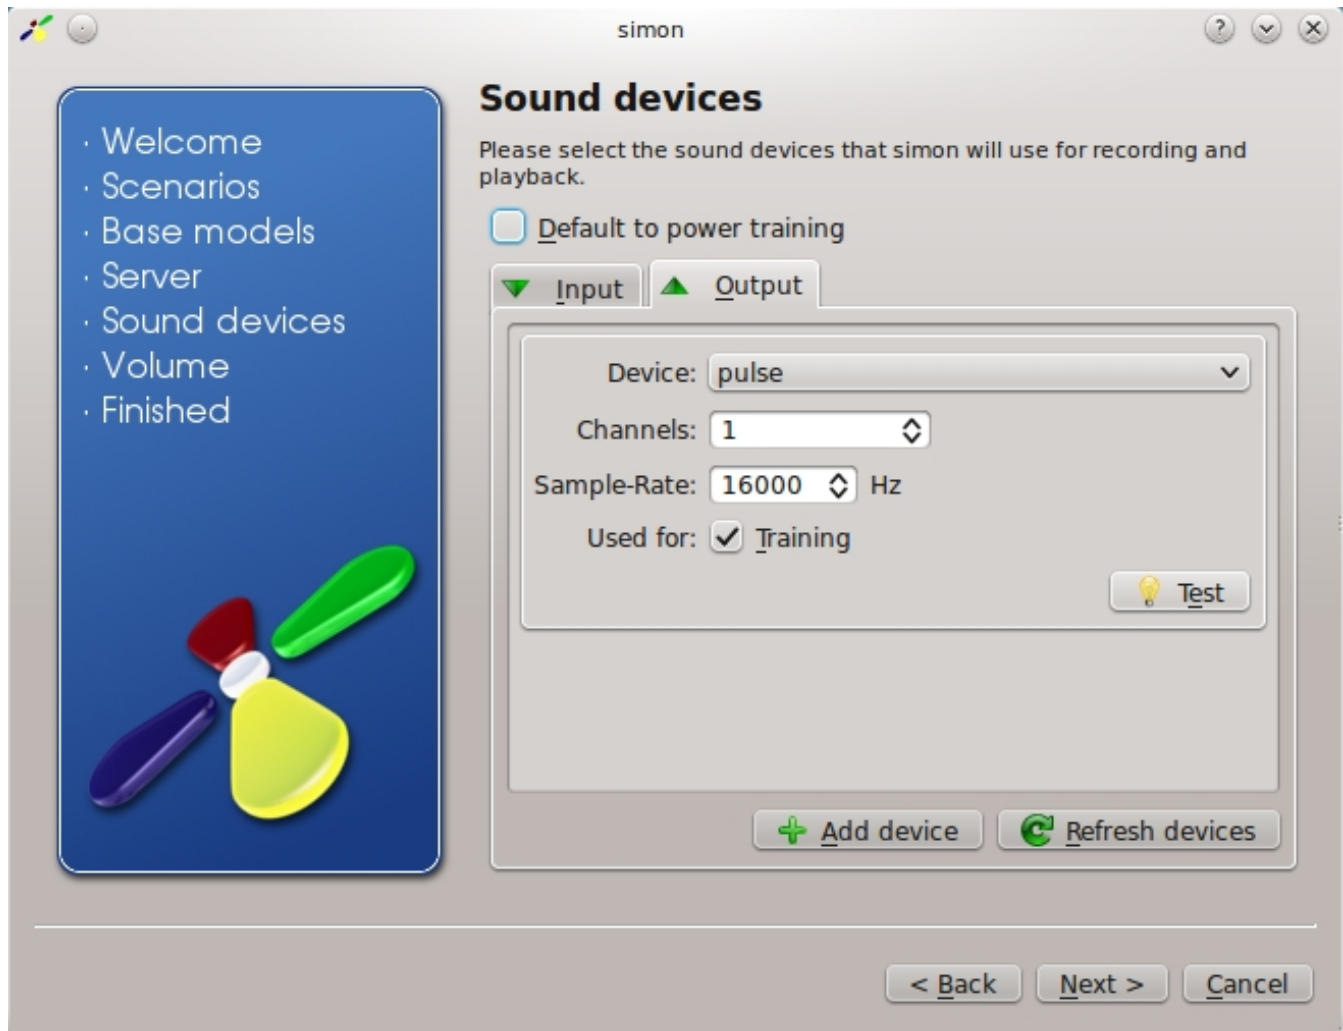 simon
· Welcome
· Scenarios
· Base models
· Server
· Sound devices
· Volume
· Finished
Sound devices
Please select the sound devices that simon will use for recording and
playback.
Default to power training
Input
Output
Device: pulse
Channels: 1
Sample-Rate: 16000 Hz
Used for: Training
Test
Add device
Refresh devices
< Back
Next >
Cancel